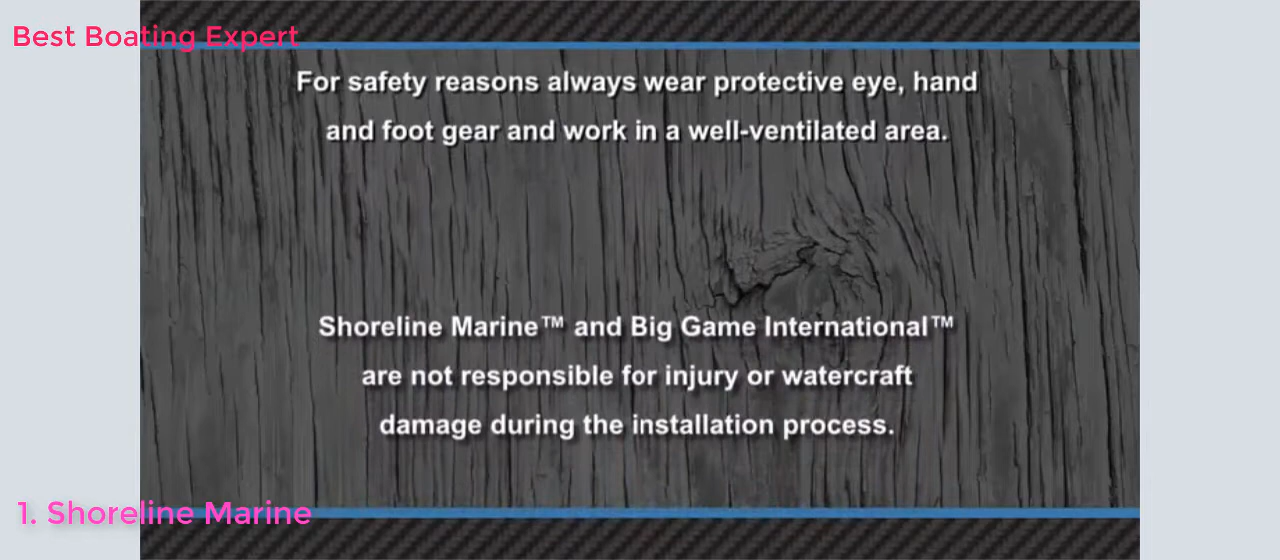 Best Boating Expert
For safety reasons always wear protective eye, hand
and foot gear and work in a well-ventilated area.
Shoreline Marine™ and Big Game International™
are not responsible for injury or watercraft
damage during the installation process.
1. Shoreline Marine